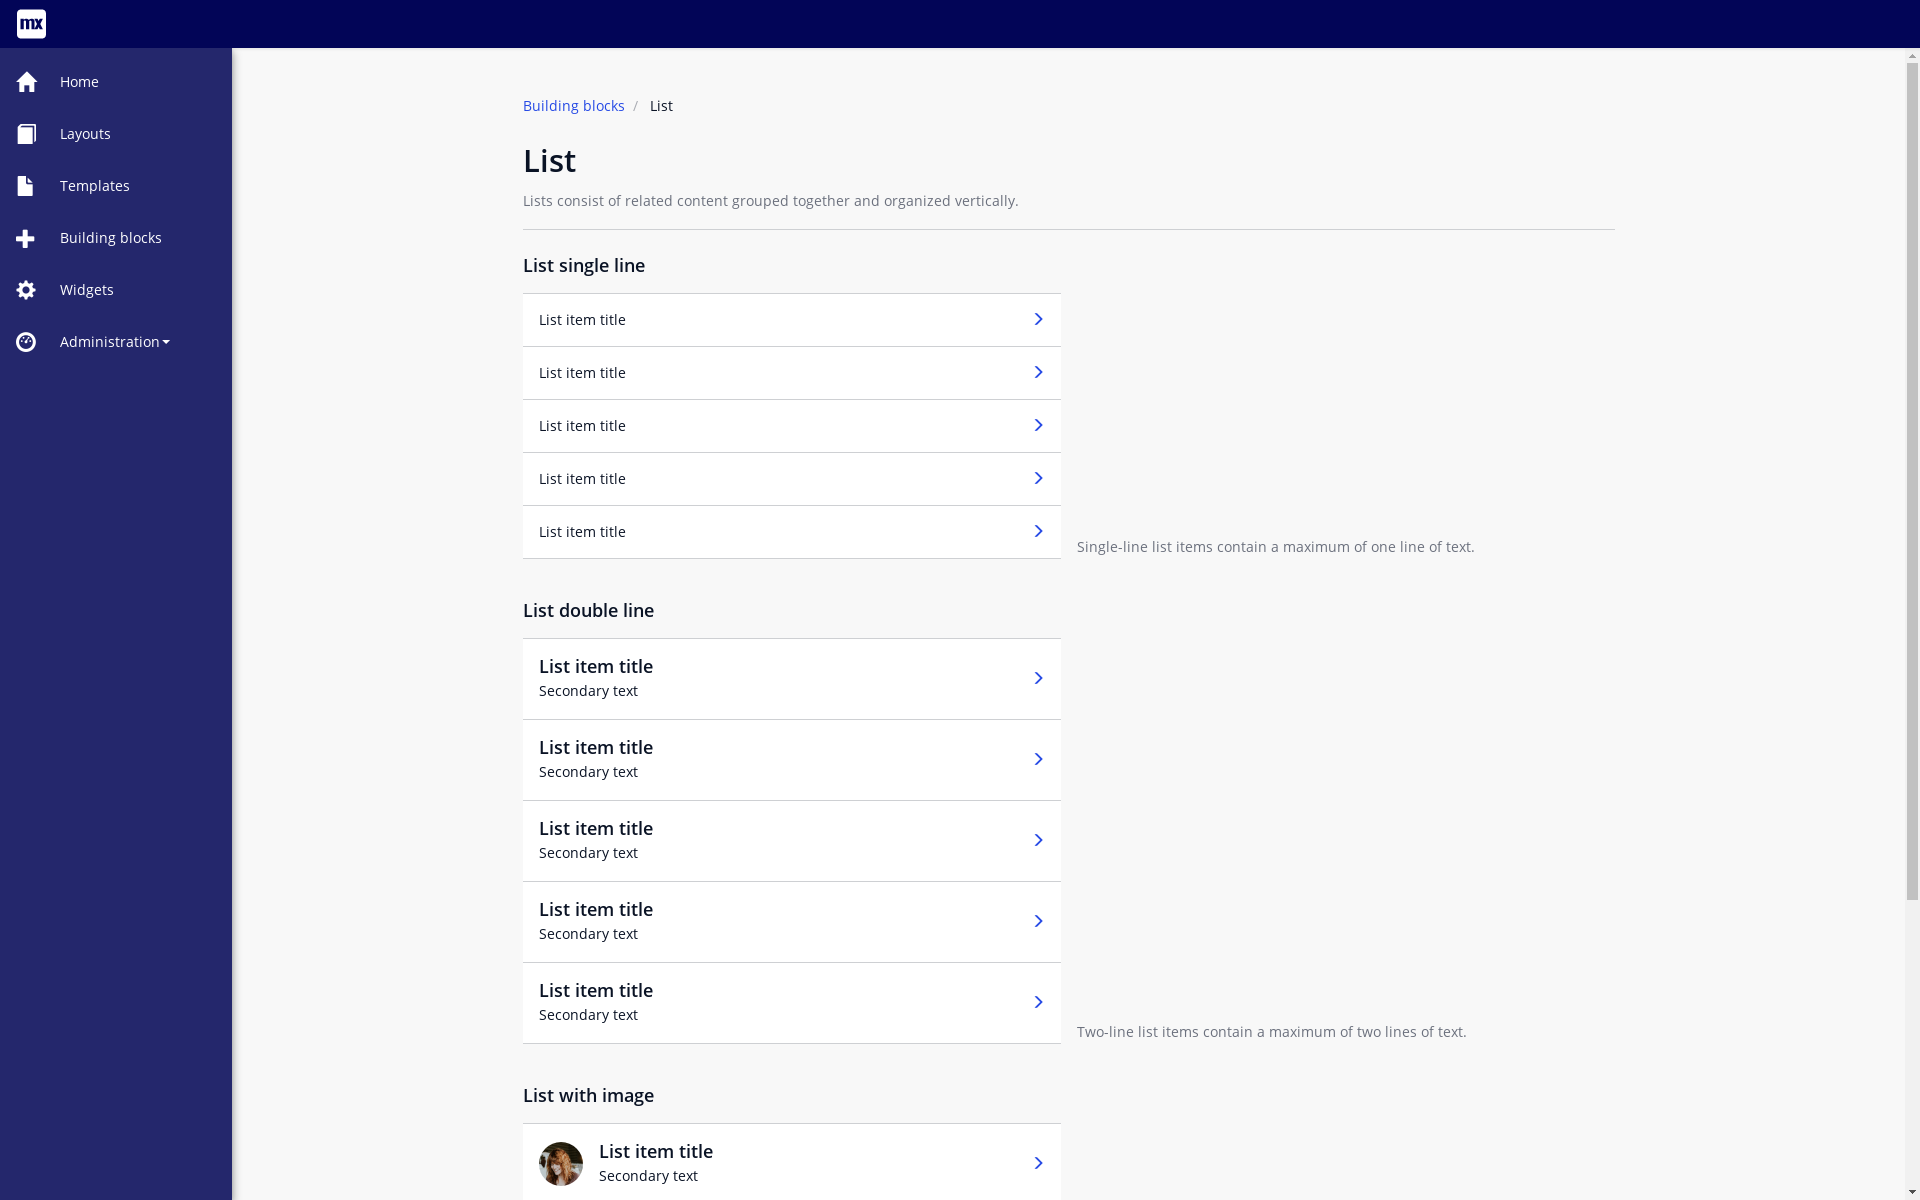 mx
Home
Layouts
Templates
Building blocks
Widgets
Administration
Building blocks / List
List
Lists consist of related content grouped together and organized vertically.
List single line
List item title
List item title
List item title
List item title
List item title
Single-line list items contain a maximum of one line of text.
List double line
List item title
Secondary text
List item title
Secondary text
List item title
Secondary text
List item title
Secondary text
List item title
Secondary text
Two-line list items contain a maximum of two lines of text.
List with image
List item title
Secondary text